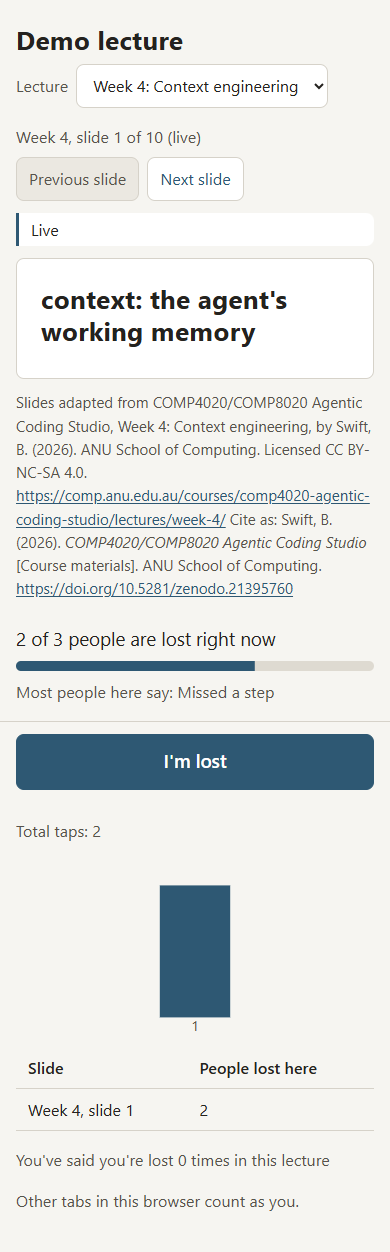 Demo lecture
Lecture Week 4: Context engineering
Week 4, slide 1 of 10 (live)
Previous slide Next slide
Live
context: the agent's
working memory
Slides adapted from COMP4020/COMP8020 Agentic
Coding Studio, Week 4: Context engineering, by Swift,
B. (2026). ANU School of Computing. Licensed CC BY-
NC-SA 4.0.
https://comp.anu.edu.au/courses/comp4020-agentic-
coding-studio/lectures/week-4/ Cite as: Swift, B.
(2026). COMP4020/COMP8020 Agentic Coding Studio
[Course materials]. ANU School of Computing.
https://doi.org/10.5281/zenodo.21395760
2 of 3 people are lost right now
Most people here say: Missed a step
I'm lost
Total taps: 2
1
Slide People lost here
Week 4, slide 1 2
You've said you're lost 0 times in this lecture
Other tabs in this browser count as you.